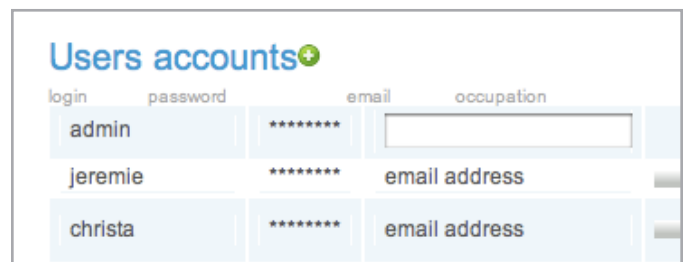 Users accounts
login password email occupation
admin ********
jeremie ******** email address
christa ******** email address